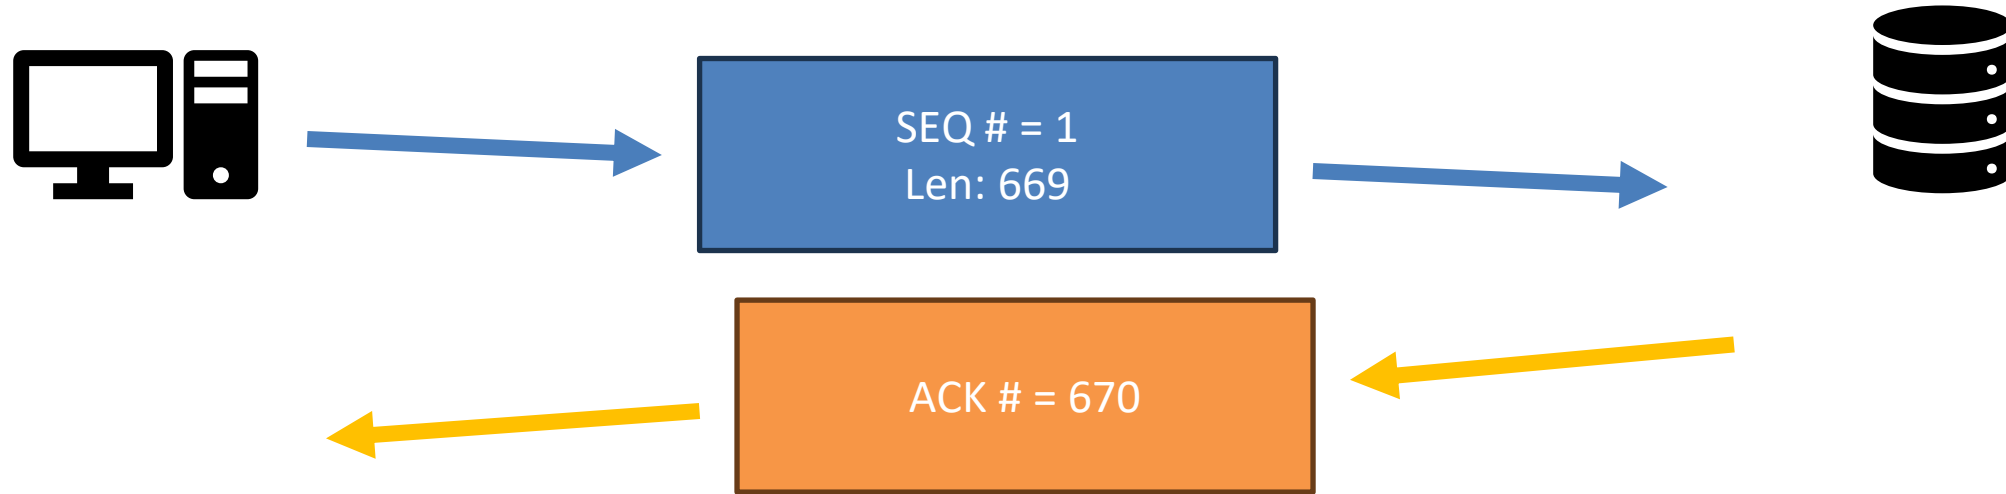 SEQ # = 1
Len: 669
ACK # = 670